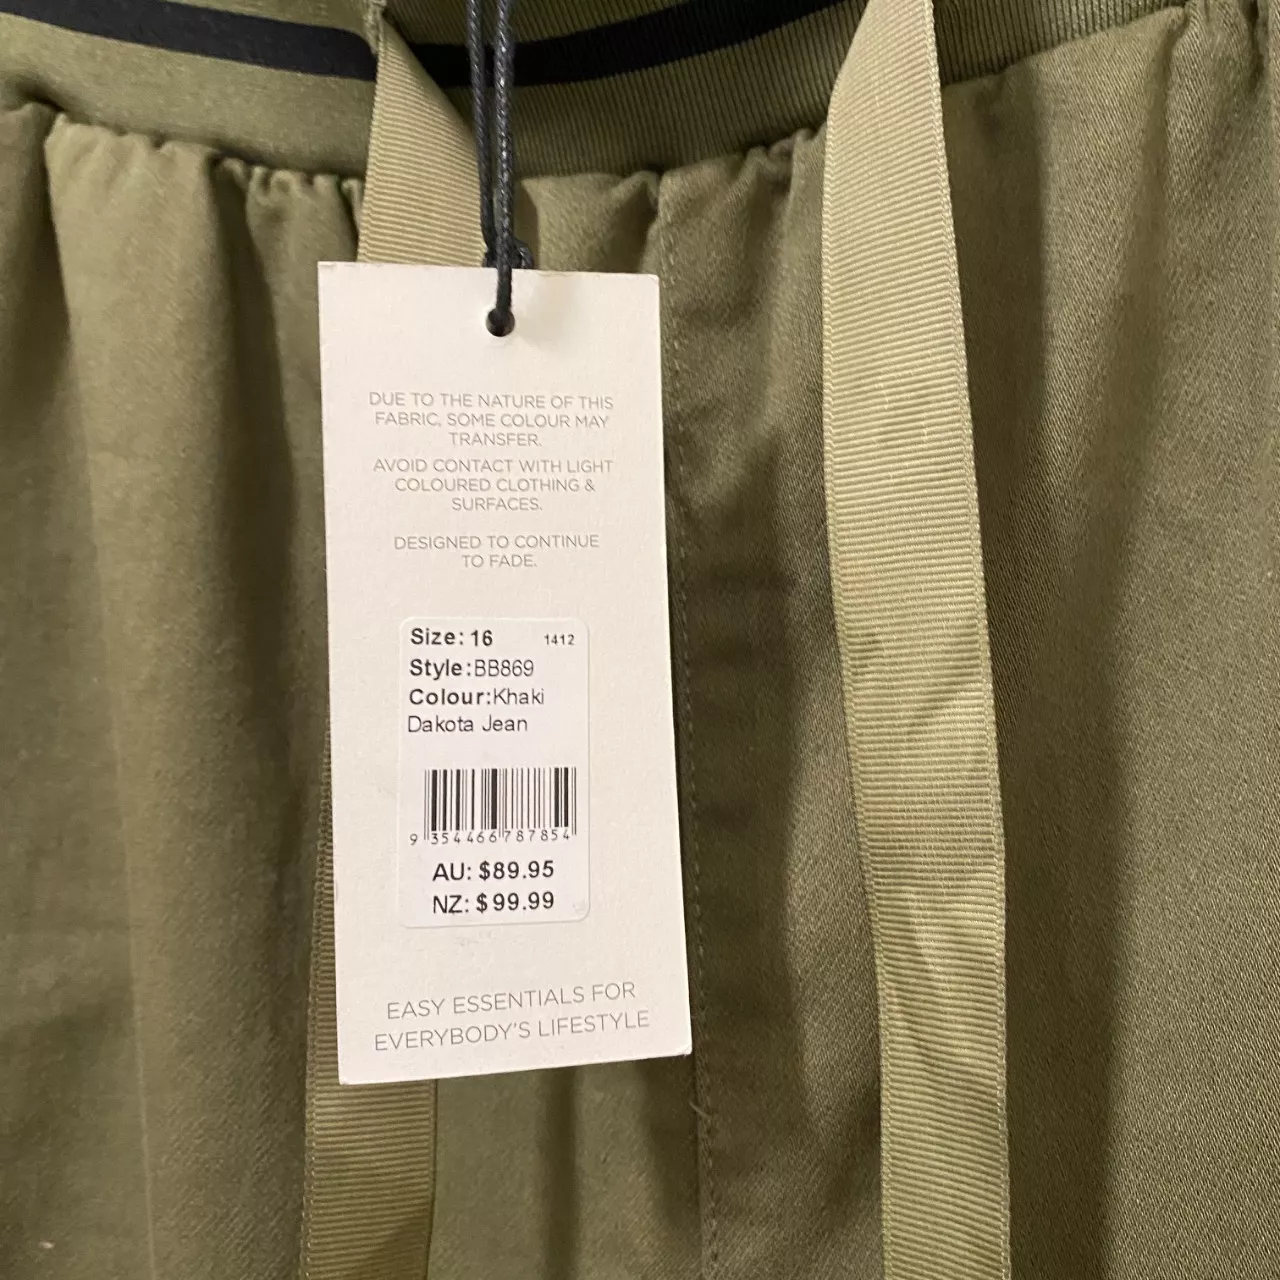 DUE TO THE NATURE OF THIS
FABRIC, SOME COLOUR MAY
TRANSFER.
AVOID CONTACT WITH LIGHT
COLOURED CLOTHING &
SURFACES.
DESIGNED TO CONTINUE
TO FADE.
Size: 16 1412
Style:BB869
Colour:Khaki
Dakota Jean
9 354466 787854
AU: $89.95
NZ: $99.99
EASY ESSENTIALS FOR
EVERYBODY'S LIFESTYLE